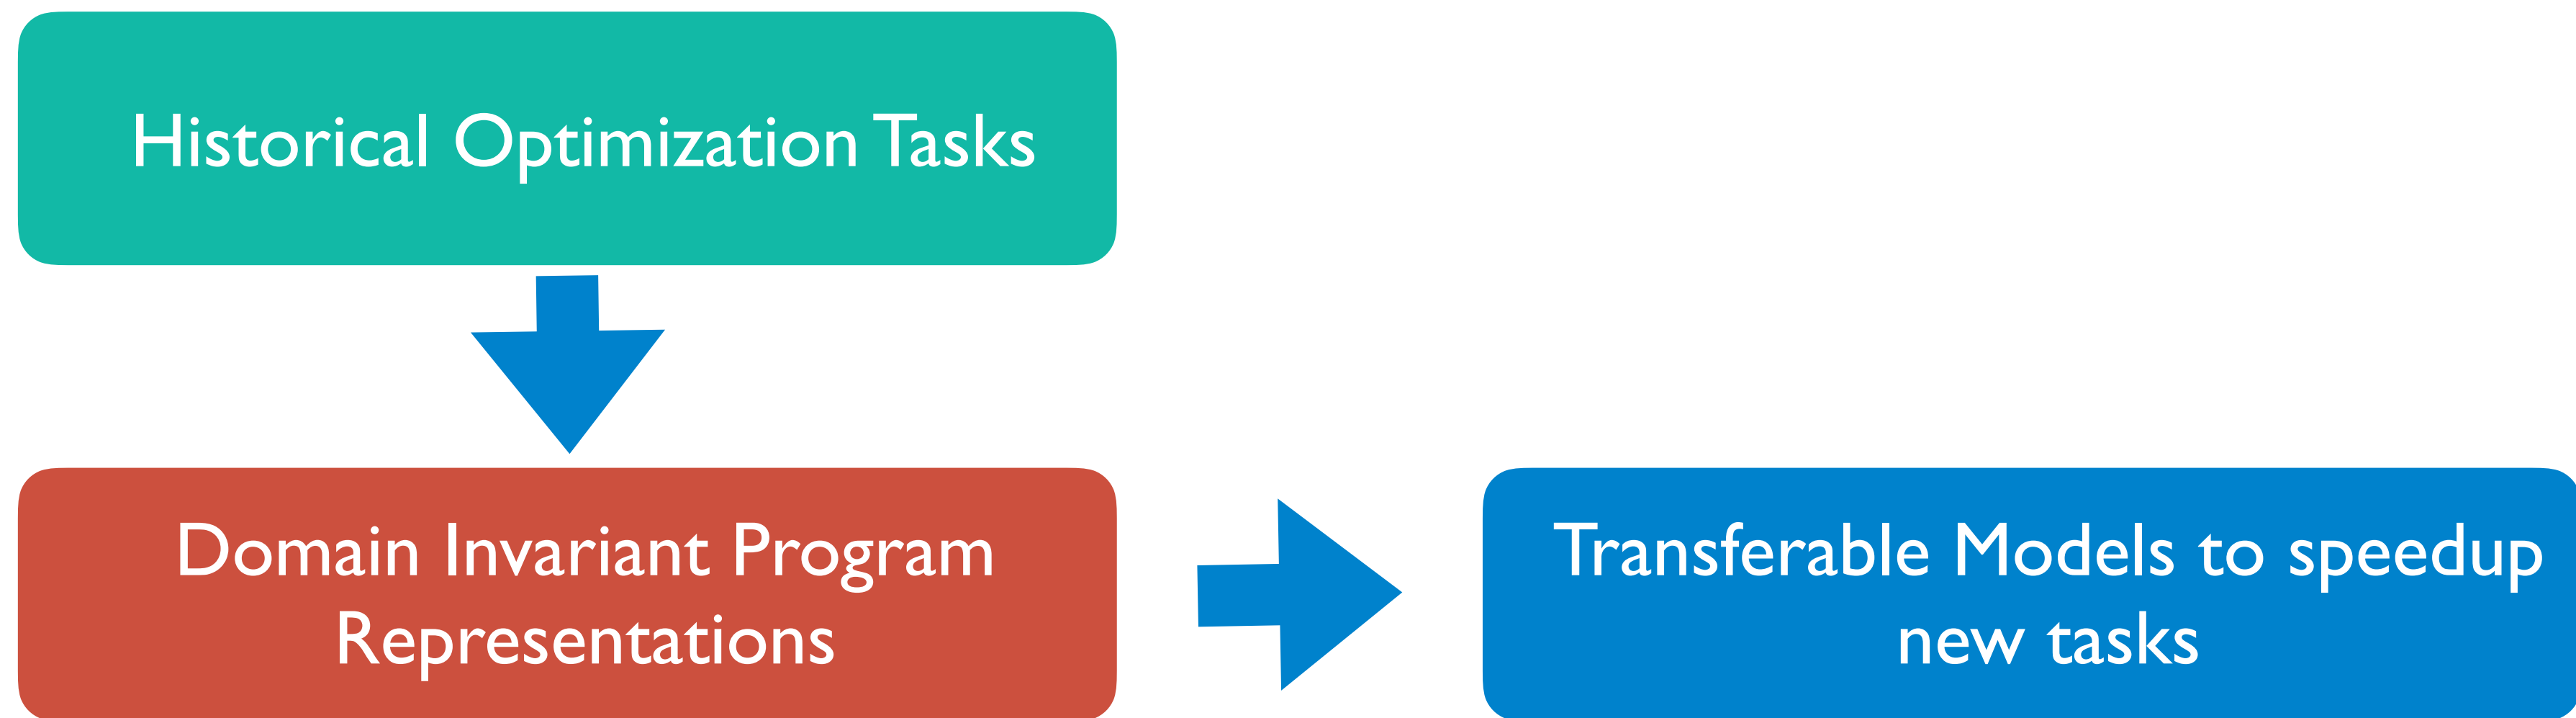 Historical Optimization Tasks
Domain Invariant Program
Representations
Transferable Models to speedup
new tasks